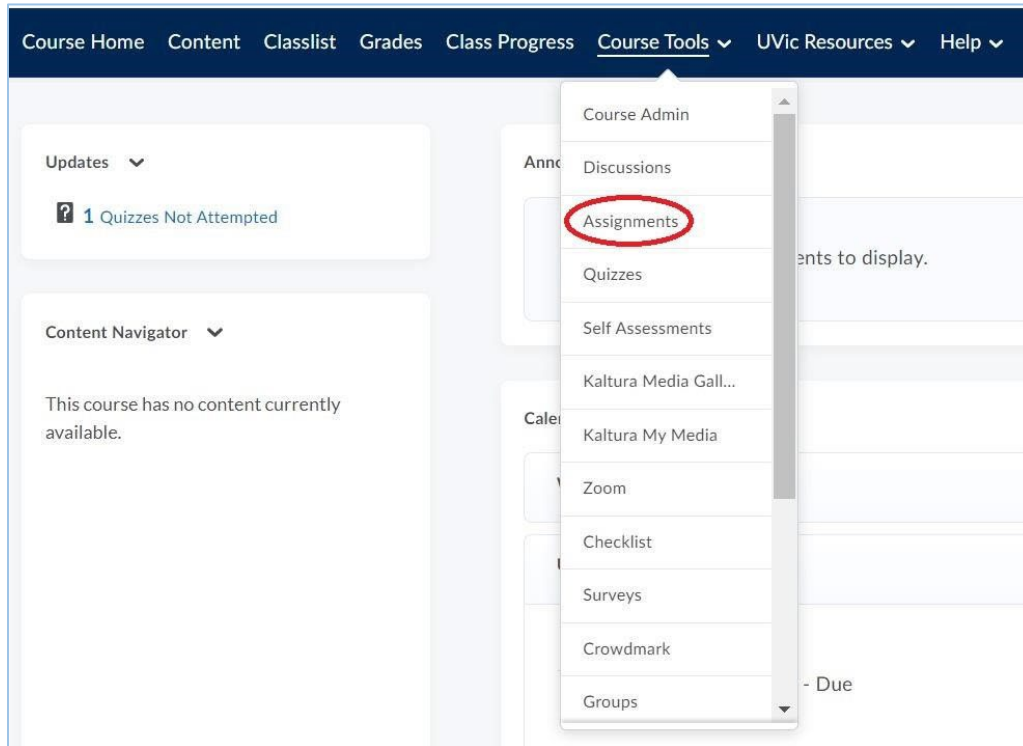 Course Home Content Classlist Grades Class Progress Course Tools UVic Resources Help
Updates
1 Quizzes Not Attempted
Content Navigator
This course has no content currently
available.
Course Admin
Discussions
Assignments
Quizzes
Self Assessments
Kaltura Media Gall...
Kaltura My Media
Zoom
Checklist
Surveys
Crowdmark
Groups
Anno
ents to display.
Cale
- Due